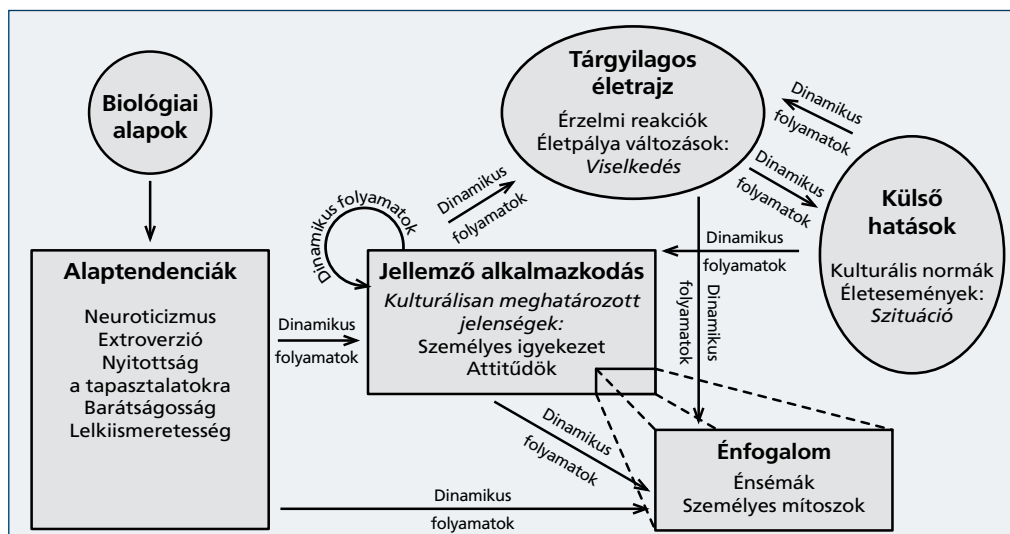 Biológiai
alapok
Tárgyilagos
életrajz
Érzelmi reakciók
Életpálya változások:
Viselkedés
Dinamikus
folyamatok
Dinamikus
folyamatok
Külső
hatások
Kulturális normák
Életesemények:
Szituáció
Dinamikus
folyamatok
Dinamikus folyamatok
Dinamikus
folyamatok
Alaptendenciák
Neuroticizmus
Extroverzió
Nyitottság
a tapasztalatokra
Barátságosság
Lelkiismeretesség
Dinamikus
folyamatok
Jellemző alkalmazkodás
Kulturálisan meghatározott
jelenségek:
Személyes igyekezet
Attitűdök
Dinamikus
folyamatok
Dinamikus
folyamatok
Énfogalom
Énsémák
Személyes mítoszok
Dinamikus
folyamatok